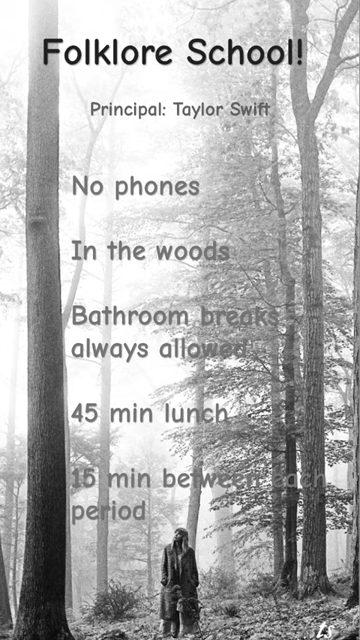 Folklore School!
Principal: Taylor Swift
No phones
In the woods
Bathroom breaks
always allowed
45 min lunch
15 min between each
period
ts